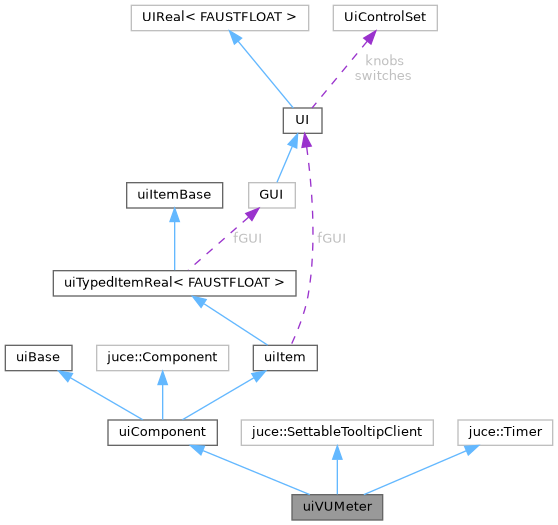 UIReal< FAUSTFLOAT >
UiControlSet
knobs
switches
UI
uiItemBase
GUI
fGUI
fGUI
uiTypedItemReal< FAUSTFLOAT >
uiBase
juce::Component
uiItem
uiComponent
juce::SettableTooltipClient
juce::Timer
uiVUMeter